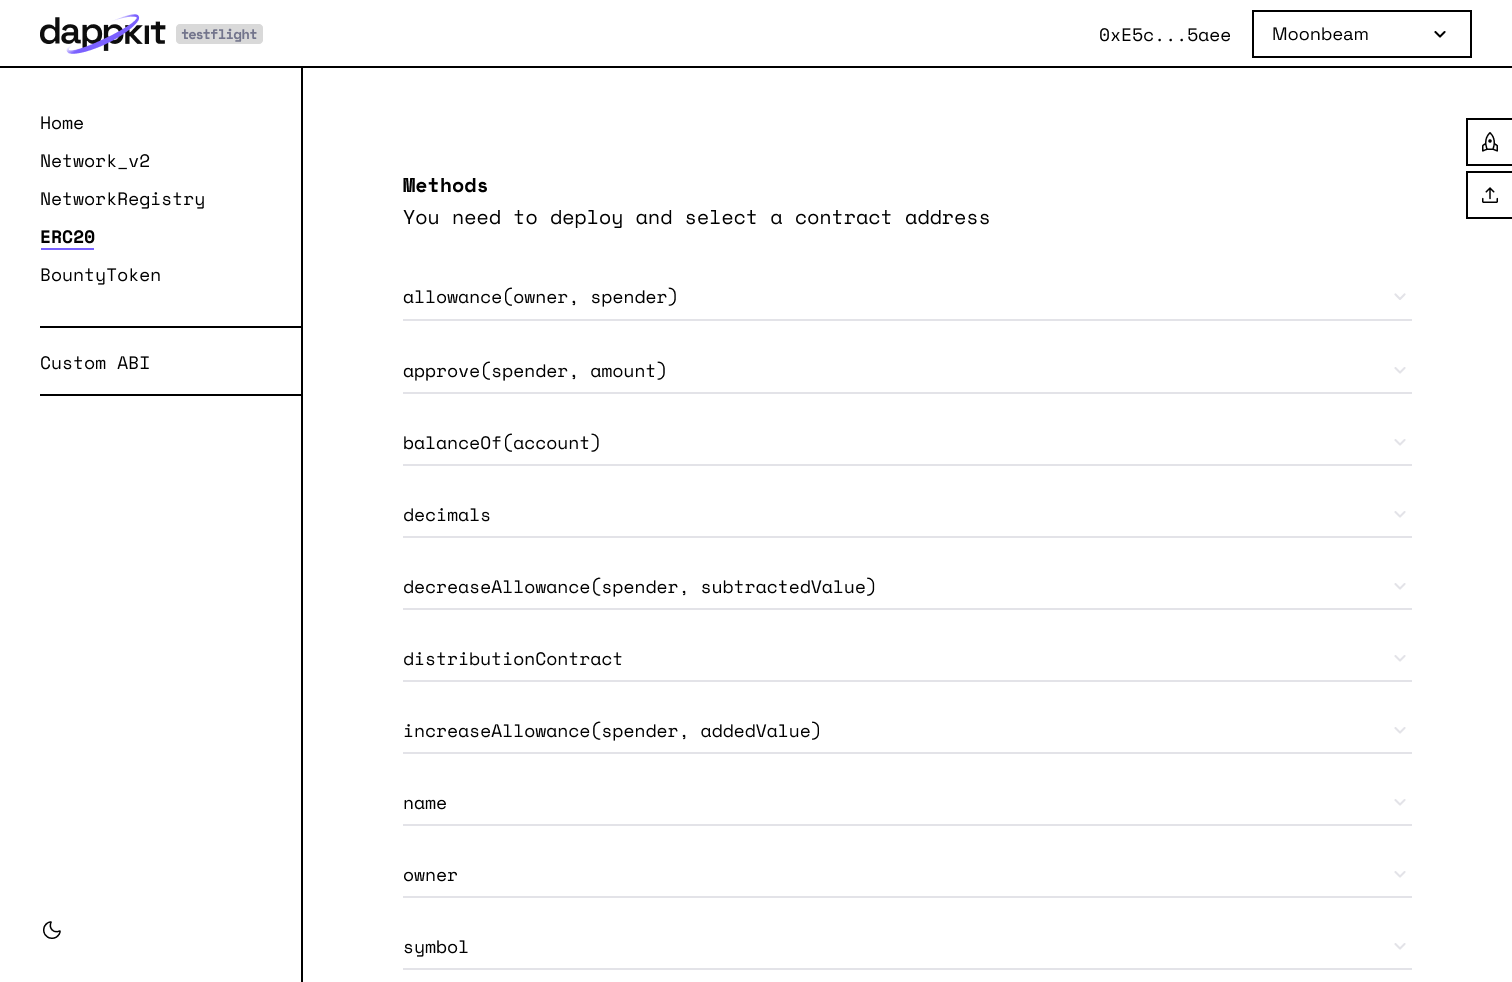 dappkit testflight
0xE5c...5aee
Moonbeam
Home
Network_v2
NetworkRegistry
ERC20
BountyToken
Custom ABI
Methods
You need to deploy and select a contract address
allowance(owner, spender)
approve(spender, amount)
balanceOf(account)
decimals
decreaseAllowance(spender, subtractedValue)
distributionContract
increaseAllowance(spender, addedValue)
name
owner
symbol